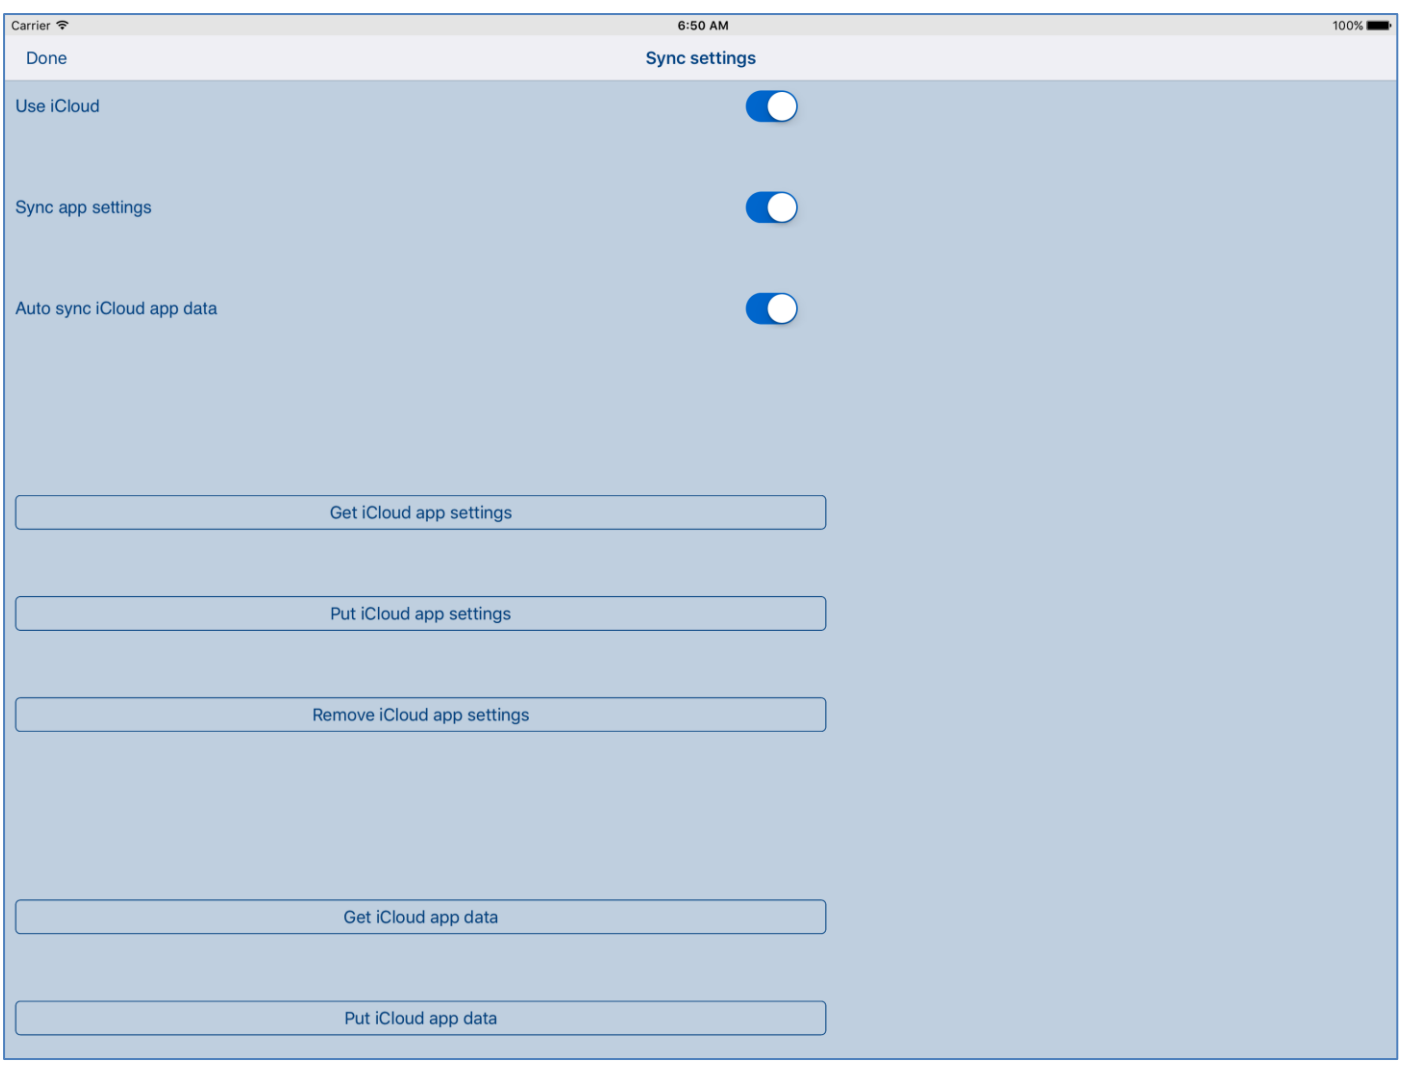 Carrier 6:50 AM 100%
Done Sync settings
Use iCloud
Sync app settings
Auto sync iCloud app data
Get iCloud app settings
Put iCloud app settings
Remove iCloud app settings
Get iCloud app data
Put iCloud app data